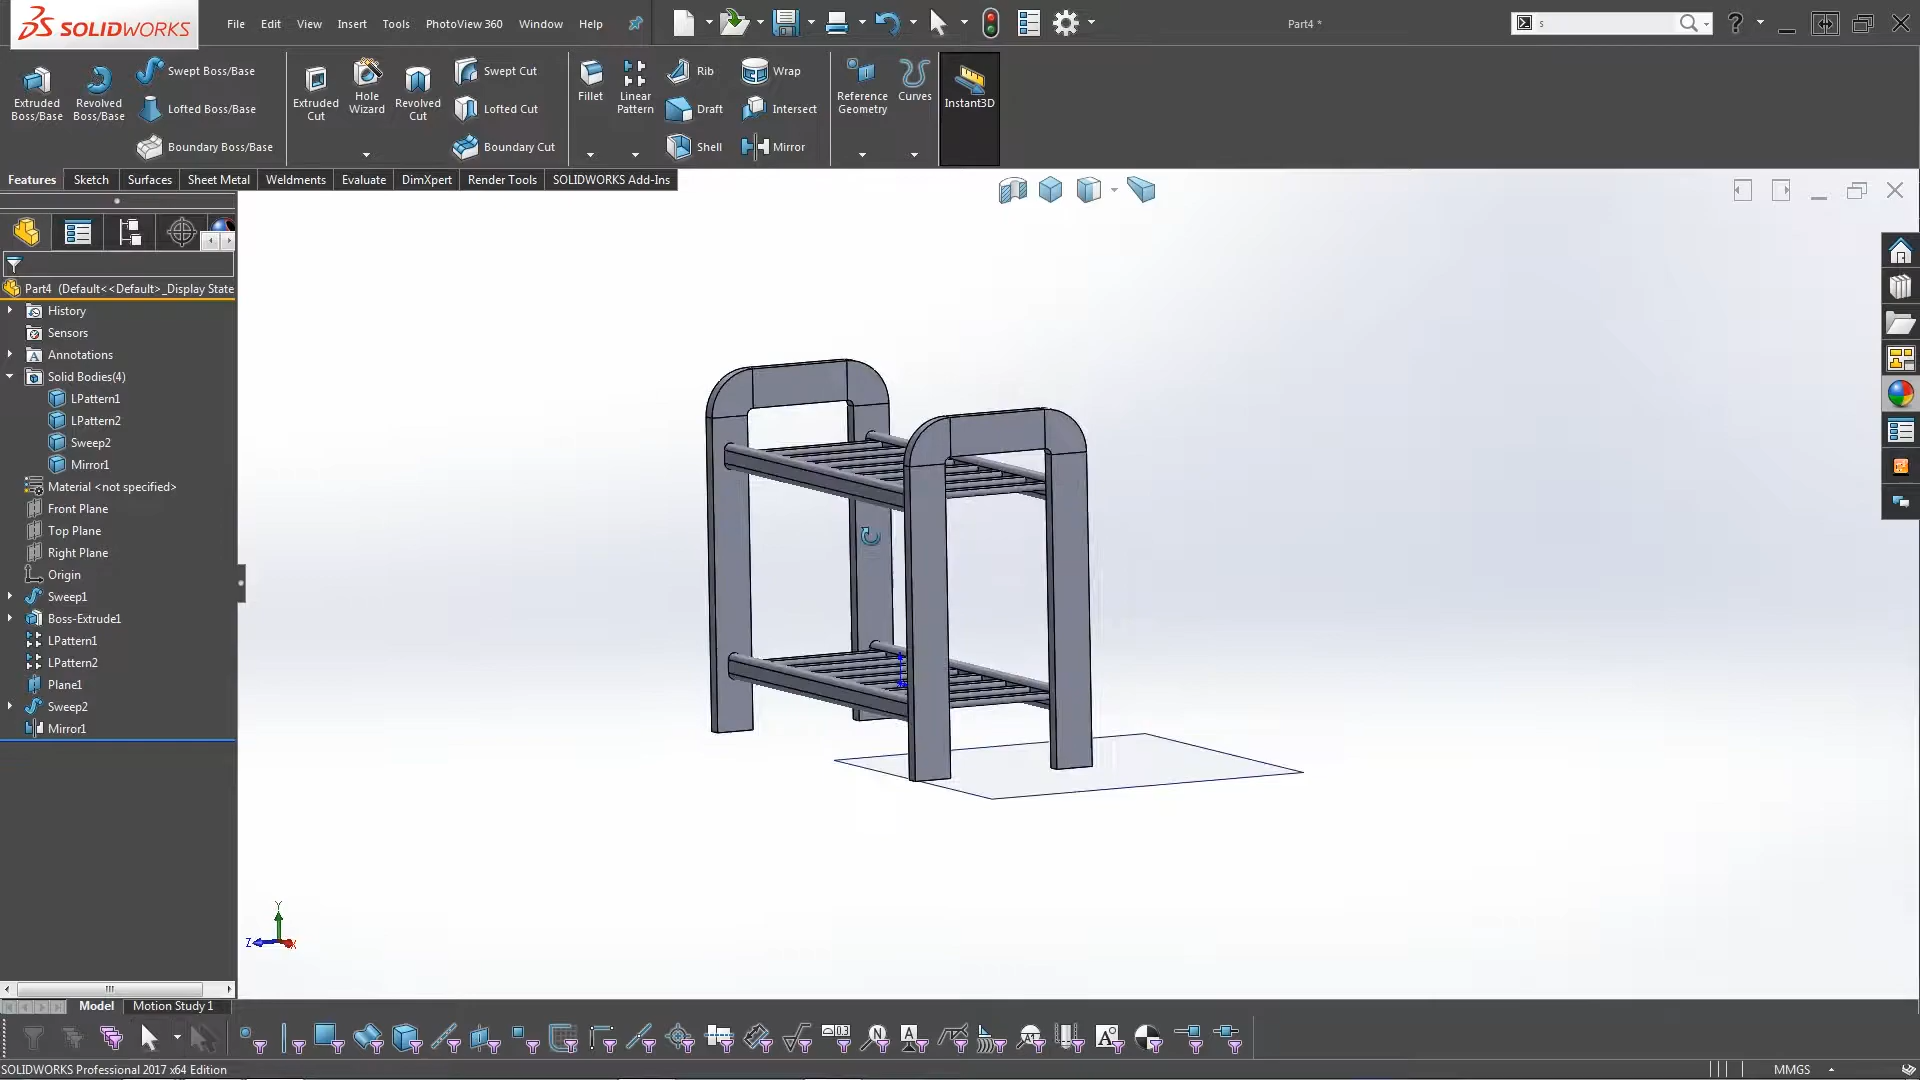 SOLIDWORKS
File Edit View Insert Tools PhotoView 360 Window Help
Part4 *
s
Extruded Boss/Base
Revolved Boss/Base
Swept Boss/Base
Lofted Boss/Base
Boundary Boss/Base
Extruded Cut
Hole Wizard
Revolved Cut
Swept Cut
Lofted Cut
Boundary Cut
Fillet
Linear Pattern
Rib
Draft
Shell
Wrap
Intersect
Mirror
Reference Geometry
Curves
Instant3D
Features Sketch Surfaces Sheet Metal Weldments Evaluate DimXpert Render Tools SOLIDWORKS Add-Ins
Part4 (Default<<Default>_Display State
History
Sensors
Annotations
Solid Bodies(4)
LPattern1
LPattern2
Sweep2
Mirror1
Material <not specified>
Front Plane
Top Plane
Right Plane
Origin
Sweep1
Boss-Extrude1
LPattern1
LPattern2
Plane1
Sweep2
Mirror1
Y
Z
X
Model Motion Study 1
SOLIDWORKS Professional 2017 x64 Edition
MMGS